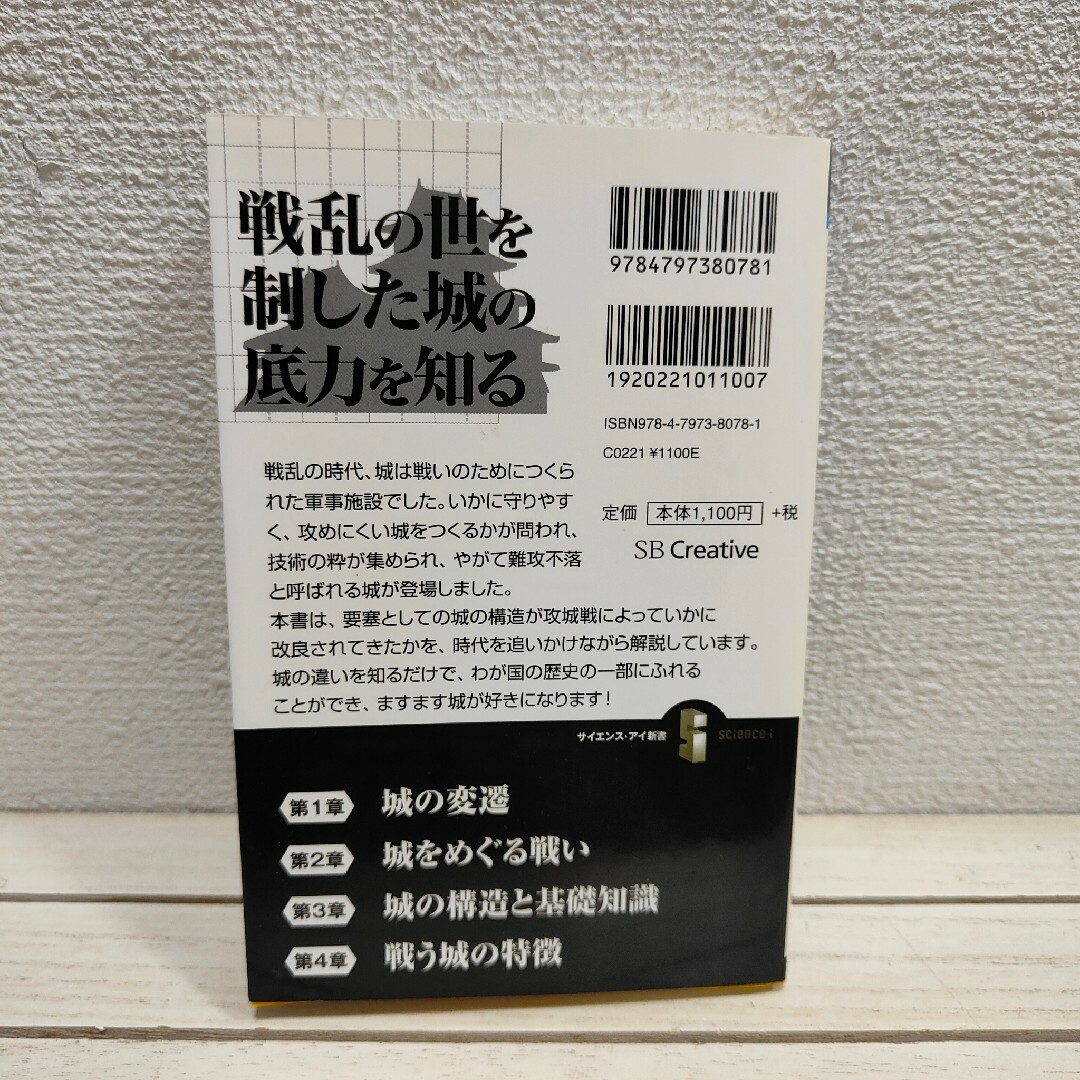 戦乱の世を
制した城の
底力を知る
9784797380781
1920221011007
ISBN978-4-7973-8078-1
C0221 ¥1100E
定価 本体1,100円 +税
SB Creative
戦乱の時代、城は戦いのためにつくら
れた軍事施設でした。いかに守りやす
く、攻めにくい城をつくるかが問われ、
技術の粋が集められ、やがて難攻不落
と呼ばれる城が登場しました。
本書は、要塞としての城の構造が攻城戦によっていかに
改良されてきたかを、時代を追いかけながら解説しています。
城の違いを知るだけで、わが国の歴史の一部にふれる
ことができ、ますます城が好きになります!
サイエンス・アイ新書 Si science・i
第1章 城の変遷
第2章 城をめぐる戦い
第3章 城の構造と基礎知識
第4章 戦う城の特徴